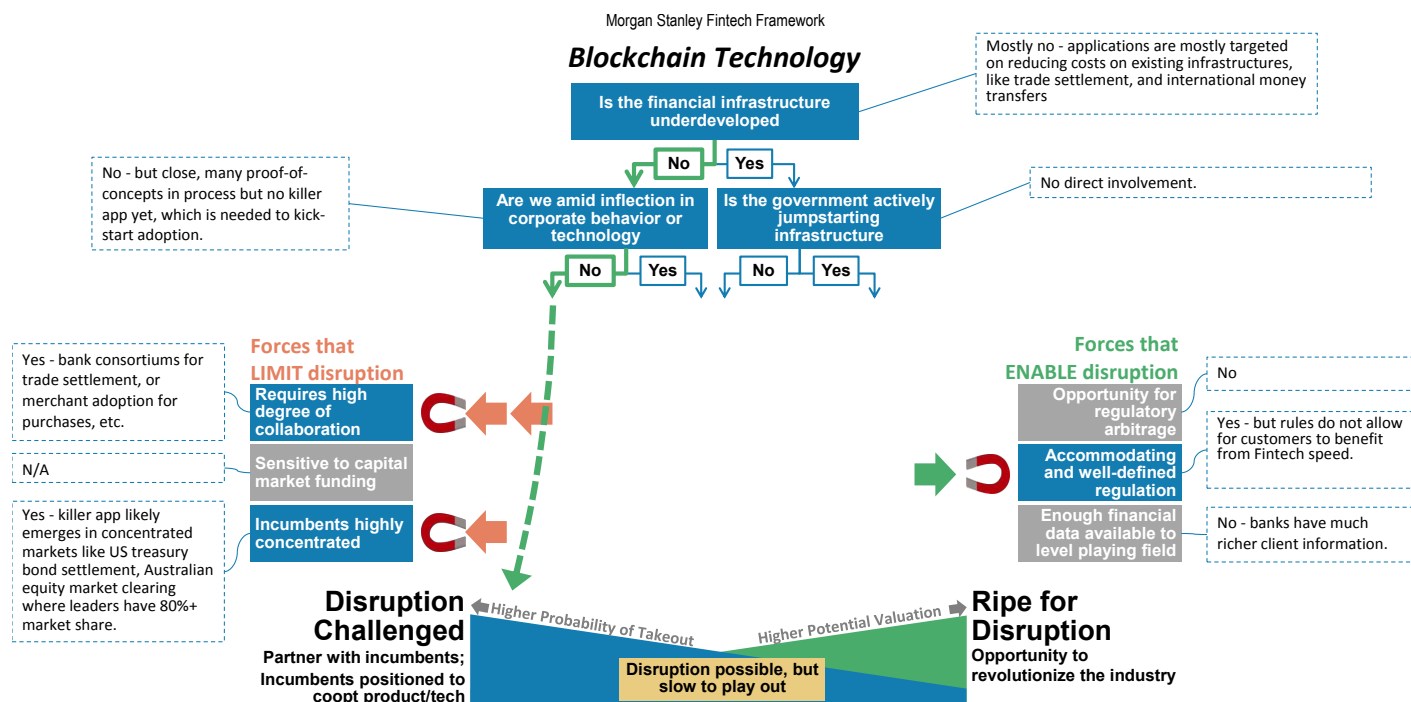 Morgan Stanley Fintech Framework
Blockchain Technology
Mostly no - applications are mostly targeted
on reducing costs on existing infrastructures,
like trade settlement, and international money
transfers
Is the financial infrastructure
underdeveloped
No
Yes
No - but close, many proof-of-
concepts in process but no killer
app yet, which is needed to kick-
start adoption.
Are we amid inflection in
corporate behavior or
technology
Is the government actively
jumpstarting
infrastructure
No direct involvement.
No
Yes
No
Yes
Forces that
LIMIT disruption
Yes - bank consortiums for
trade settlement, or
merchant adoption for
purchases, etc.
Requires high
degree of
collaboration
N/A
Sensitive to capital
market funding
Yes - killer app likely
emerges in concentrated
markets like US treasury
bond settlement, Australian
equity market clearing
where leaders have 80%+
market share.
Incumbents highly
concentrated
Forces that
ENABLE disruption
Opportunity for
regulatory
arbitrage
No
Accommodating
and well-defined
regulation
Yes - but rules do not allow
for customers to benefit
from Fintech speed.
Enough financial
data available to
level playing field
No - banks have much
richer client information.
Disruption
Challenged
Partner with incumbents;
Incumbents positioned to
coopt product/tech
Higher Probability of Takeout
Higher Potential Valuation
Disruption possible, but
slow to play out
Ripe for
Disruption
Opportunity to
revolutionize the industry